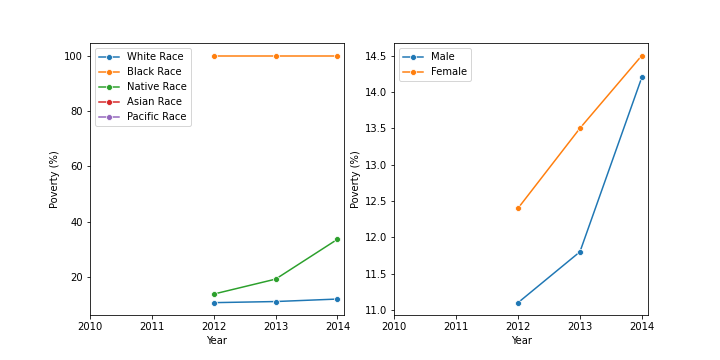 White Race
Black Race
Native Race
Asian Race
Pacific Race
Poverty (%)
100
80
60
40
20
2010 2011 2012 2013 2014
Year
Male
Female
Poverty (%)
14.5
14.0
13.5
13.0
12.5
12.0
11.5
11.0
2010 2011 2012 2013 2014
Year